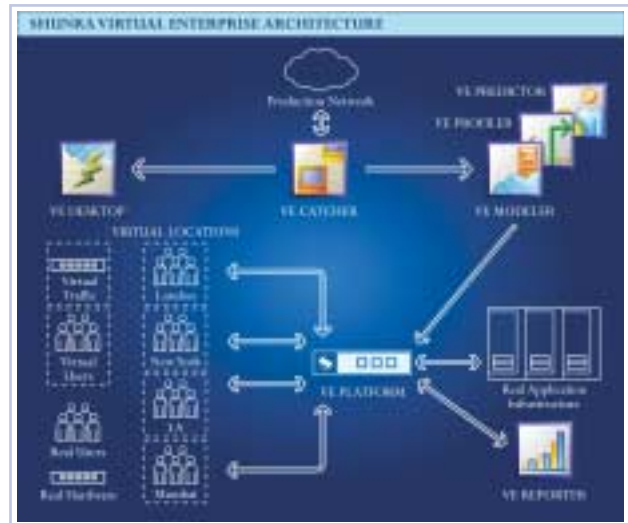 SHUNRA VIRTUAL ENTERPRISE ARCHITECTURE
Production Network
VE PREDICTOR
VE PROFILER
VE DESKTOP
VE CATCHER
VE MODELER
VIRTUAL LOCATIONS
Virtual
Traffic
London
Virtual
Users
New York
VE PLATFORM
Real Application
Infrastructure
LA
Real Users
Real Hardware
Mumbai
VE REPORTER